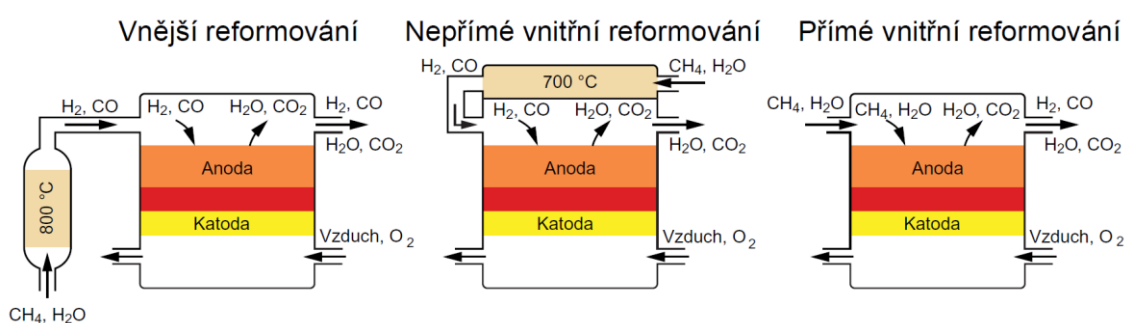 Vnější reformování
H₂, CO
H₂, CO
H₂O, CO₂
H₂, CO
H₂O, CO₂
Anoda
Katoda
800 °C
Vzduch, O₂
CH₄, H₂O
Nepřímé vnitřní reformování
H₂, CO
700 °C
CH₄, H₂O
H₂, CO
H₂O, CO₂
H₂, CO
H₂O, CO₂
Anoda
Katoda
Vzduch, O₂
Přímé vnitřní reformování
CH₄, H₂O
CH₄, H₂O
H₂O, CO₂
H₂, CO
H₂O, CO₂
Anoda
Katoda
Vzduch, O₂